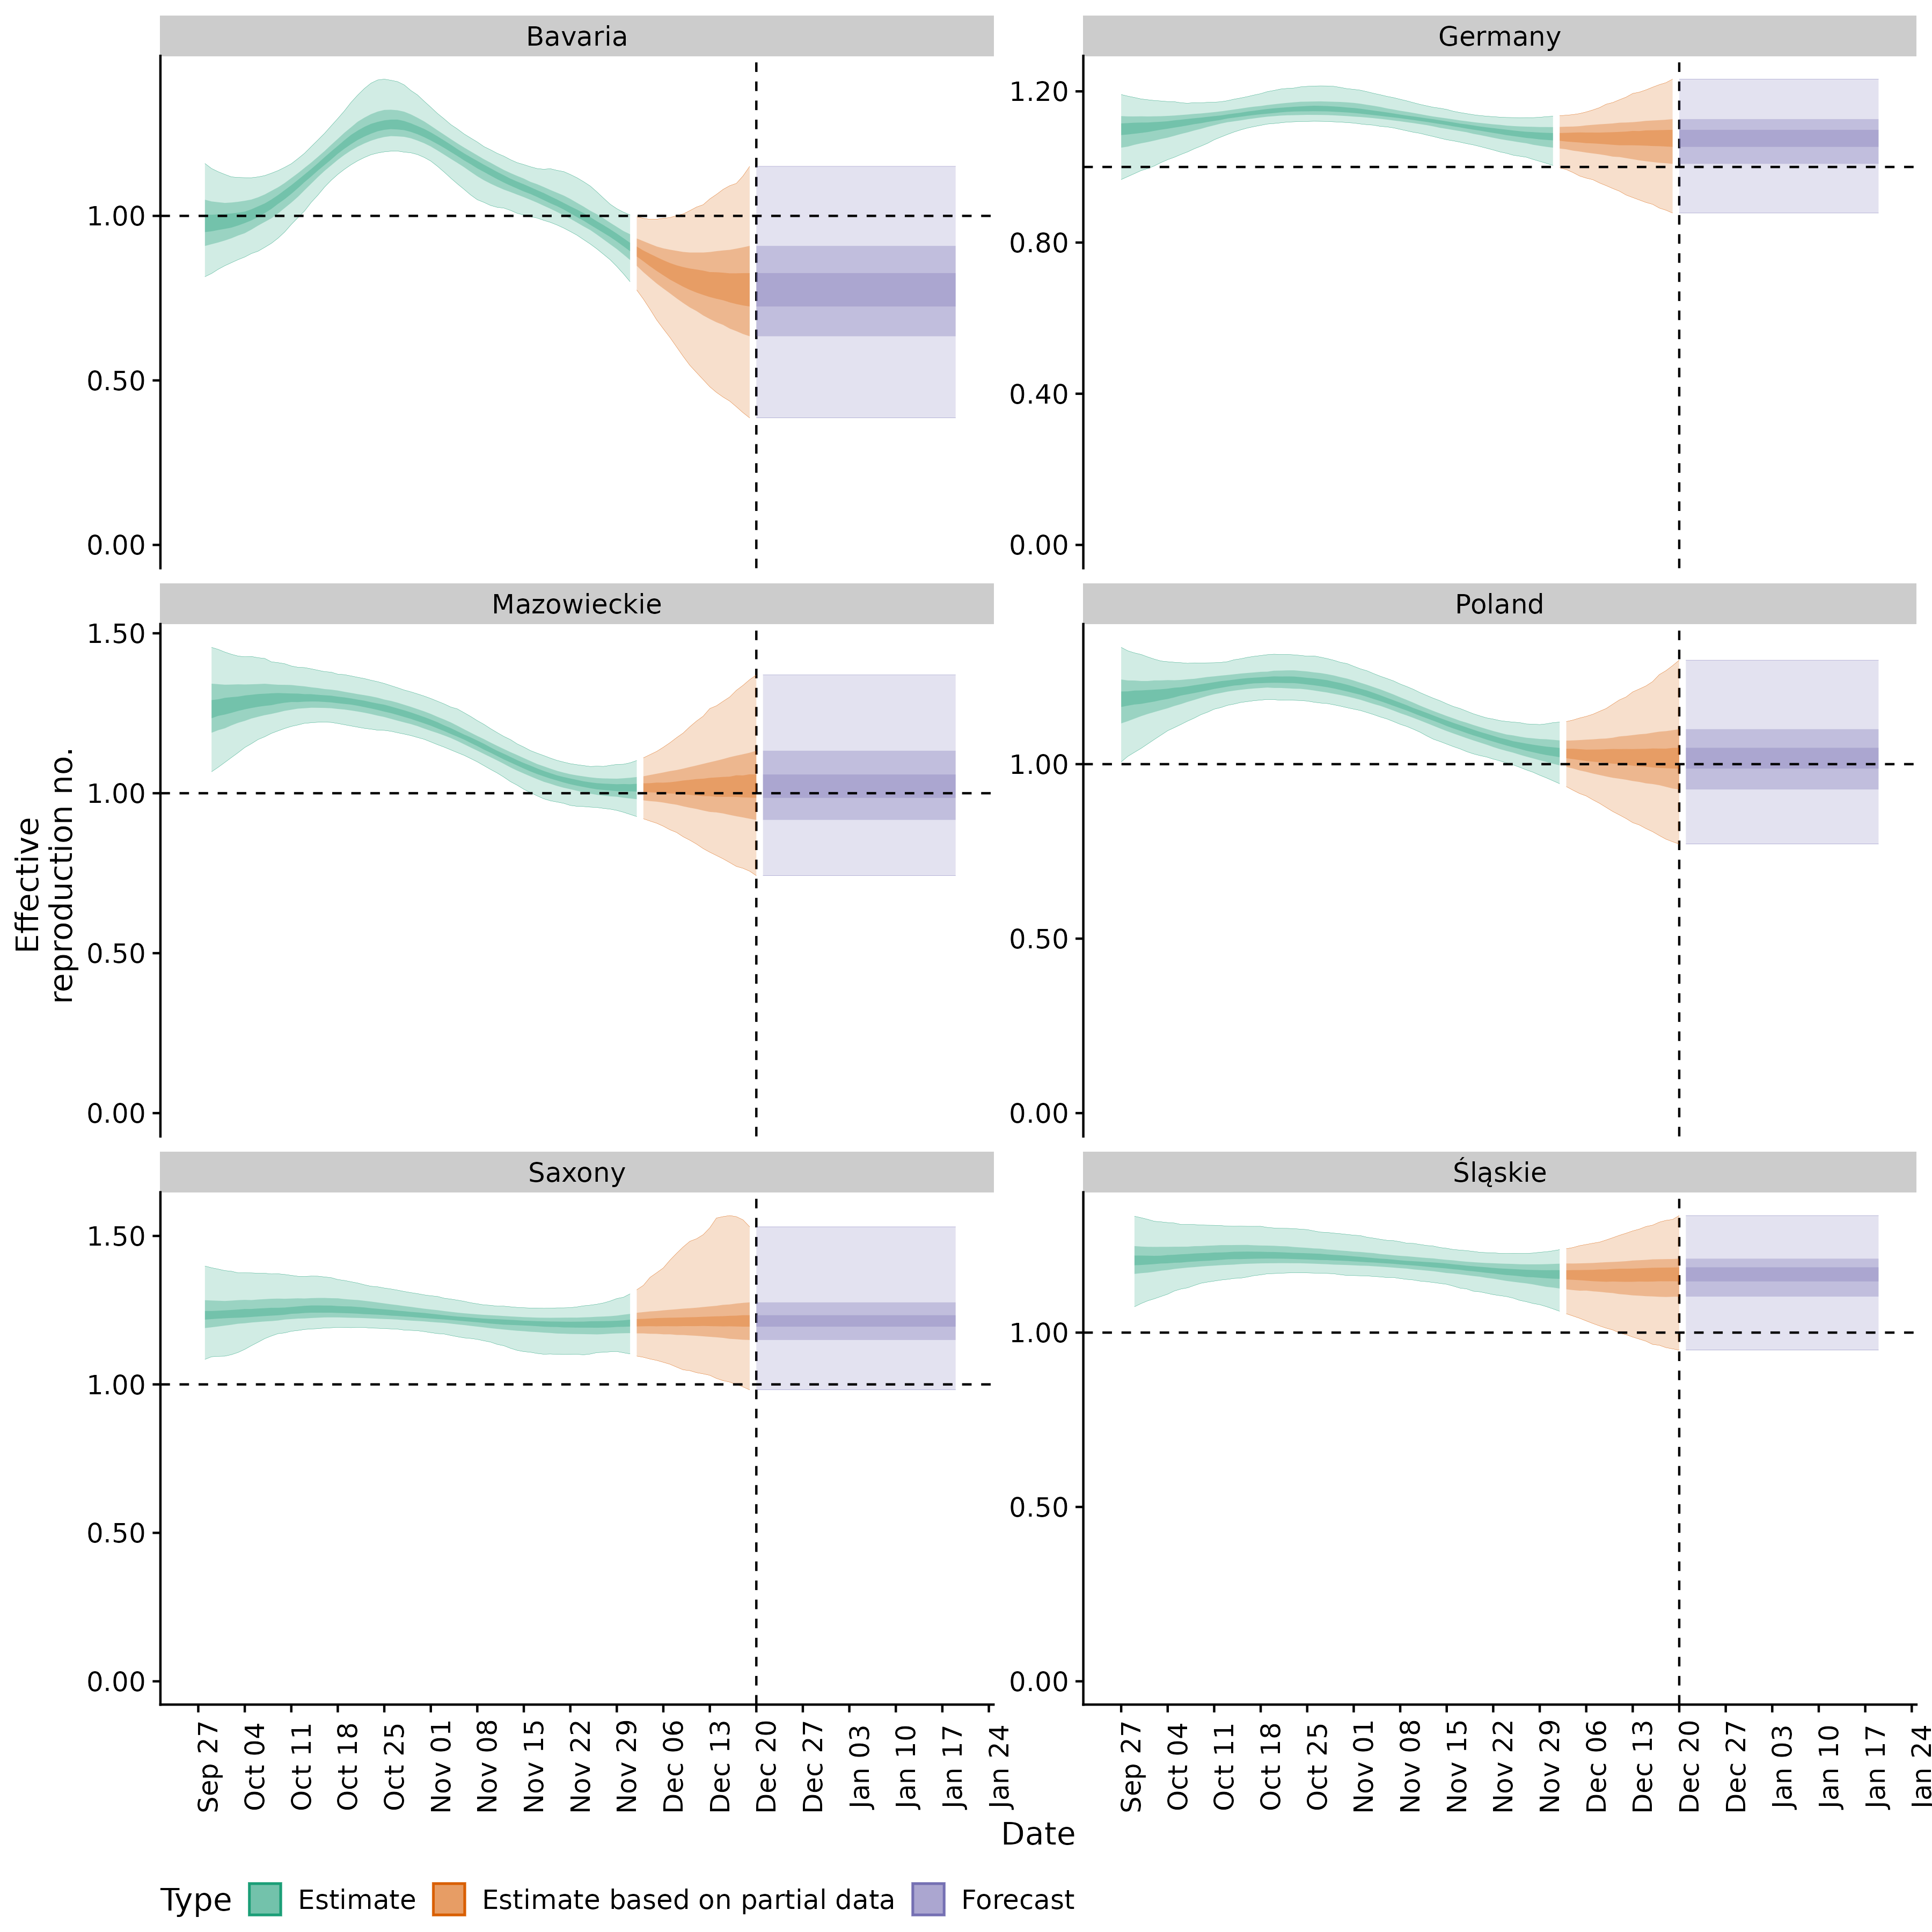 Bavaria
Germany
1.00
0.50
0.00
1.20
0.80
0.40
0.00
Mazowieckie
Poland
1.50
1.00
0.50
0.00
1.00
0.50
0.00
Saxony
Śląskie
1.50
1.00
0.50
0.00
1.00
0.50
0.00
Effective
reproduction no.
Sep 27
Oct 04
Oct 11
Oct 18
Oct 25
Nov 01
Nov 08
Nov 15
Nov 22
Nov 29
Dec 06
Dec 13
Dec 20
Dec 27
Jan 03
Jan 10
Jan 17
Jan 24
Sep 27
Oct 04
Oct 11
Oct 18
Oct 25
Nov 01
Nov 08
Nov 15
Nov 22
Nov 29
Dec 06
Dec 13
Dec 20
Dec 27
Jan 03
Jan 10
Jan 17
Jan 24
Date
Type Estimate Estimate based on partial data Forecast